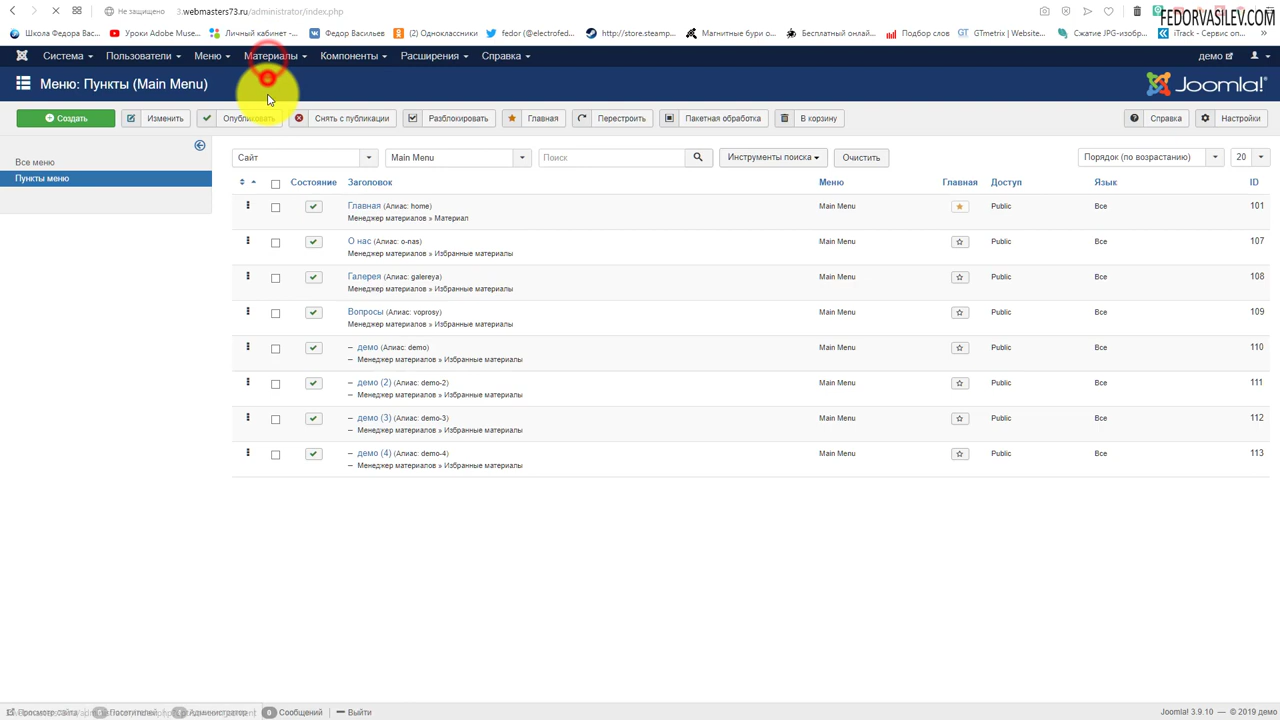 Не защищено
3.webmasters73.ru/administrator/index.php
FEDORVASILEV.COM
Школа Федора Вас...
Уроки Adobe Muse...
Личный кабинет -...
Федор Васильев
(2) Одноклассники
fedor (@electrofed...
http://store.steamp...
Магнитные бури о...
Бесплатный онлай...
Подбор слов
GTmetrix | Website...
Сжатие JPG-изобр...
iTrack - Сервис от...
Система
Пользователи
Меню
Материалы
Компоненты
Расширения
Справка
демо
Меню: Пункты (Main Menu)
Joomla!®
Создать
Изменить
Опубликовать
Снять с публикации
Разблокировать
Главная
Перестроить
Пакетная обработка
В корзину
Справка
Настройки
Все меню
Пункты меню
Сайт
Main Menu
Поиск
Инструменты поиска
Очистить
Порядок (по возрастанию)
20
Состояние Заголовок Меню Главная Доступ Язык ID
Главная (Алиас: home) Main Menu Public Все 101
Менеджер материалов » Материал
О нас (Алиас: o-nas) Main Menu Public Все 107
Менеджер материалов » Избранные материалы
Галерея (Алиас: galereya) Main Menu Public Все 108
Менеджер материалов » Избранные материалы
Вопросы (Алиас: voprosy) Main Menu Public Все 109
Менеджер материалов » Избранные материалы
– демо (Алиас: demo) Main Menu Public Все 110
– Менеджер материалов » Избранные материалы
– демо (2) (Алиас: demo-2) Main Menu Public Все 111
– Менеджер материалов » Избранные материалы
– демо (3) (Алиас: demo-3) Main Menu Public Все 112
– Менеджер материалов » Избранные материалы
– демо (4) (Алиас: demo-4) Main Menu Public Все 113
– Менеджер материалов » Избранные материалы
0 Сообщений
Выйти
Joomla! 3.9.10 — © 2019 демо